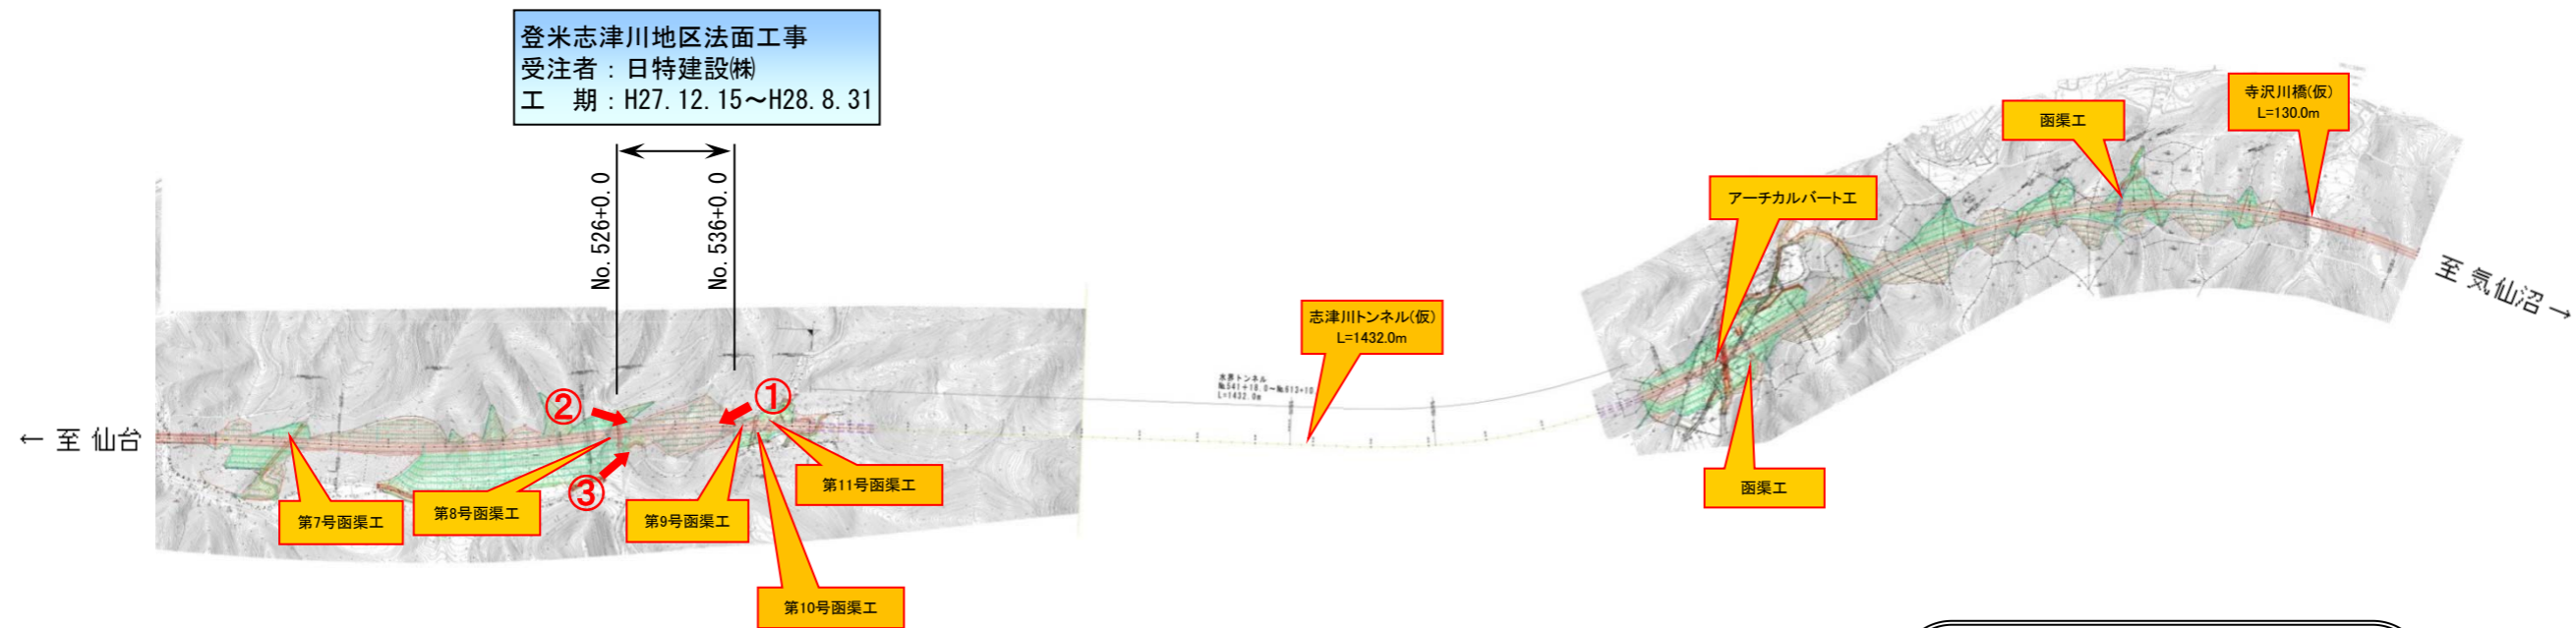 登米志津川地区法面工事
受注者：日特建設㈱
工　期：H27.12.15～H28.8.31
No.526+0.0
No.536+0.0
寺沢川橋(仮)
L=130.0m
函渠工
アーチカルバート工
至 気仙沼 →
志津川トンネル(仮)
L=1432.0m
L=1432.0m
①
②
← 至 仙台
③
第11号函渠工
第7号函渠工
第8号函渠工
第9号函渠工
函渠工
第10号函渠工